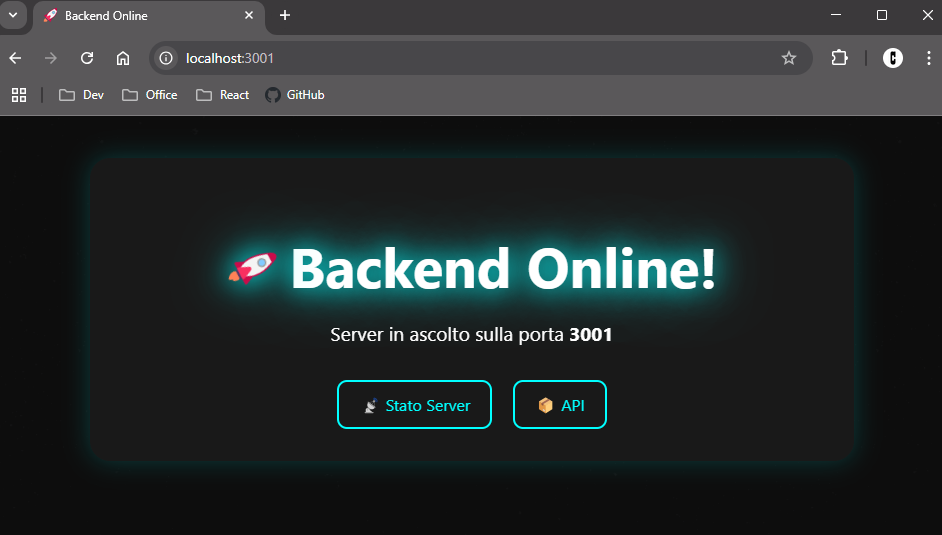 Backend Online
localhost:3001
Dev Office React GitHub
🚀 Backend Online!
Server in ascolto sulla porta 3001
📡 Stato Server 📦 API